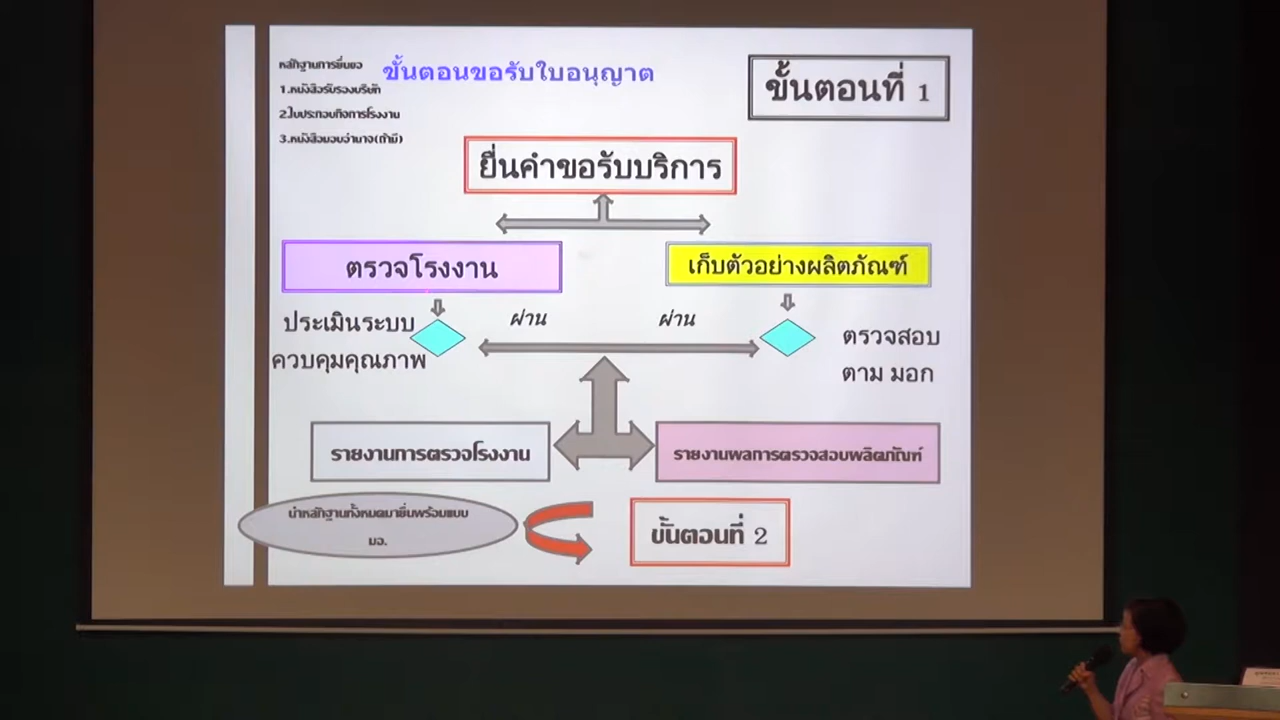 หลักฐานการยื่นขอ
ขั้นตอนขอรับใบอนุญาต
1.หนังสือรับรองบริษัท
2.ใบประกอบกิจการโรงงาน
3.หนังสือมอบอำนาจ(ถ้ามี)
ขั้นตอนที่ 1
ยื่นคำขอรับบริการ
ตรวจโรงงาน
เก็บตัวอย่างผลิตภัณฑ์
ประเมินระบบ
ควบคุมคุณภาพ
ผ่าน
ผ่าน
ตรวจสอบ
ตาม มอก
รายงานการตรวจโรงงาน
รายงานผลการตรวจสอบผลิตภัณฑ์
นำหลักฐานทั้งหมดมายื่นพร้อมแบบ
มอ.
ขั้นตอนที่ 2